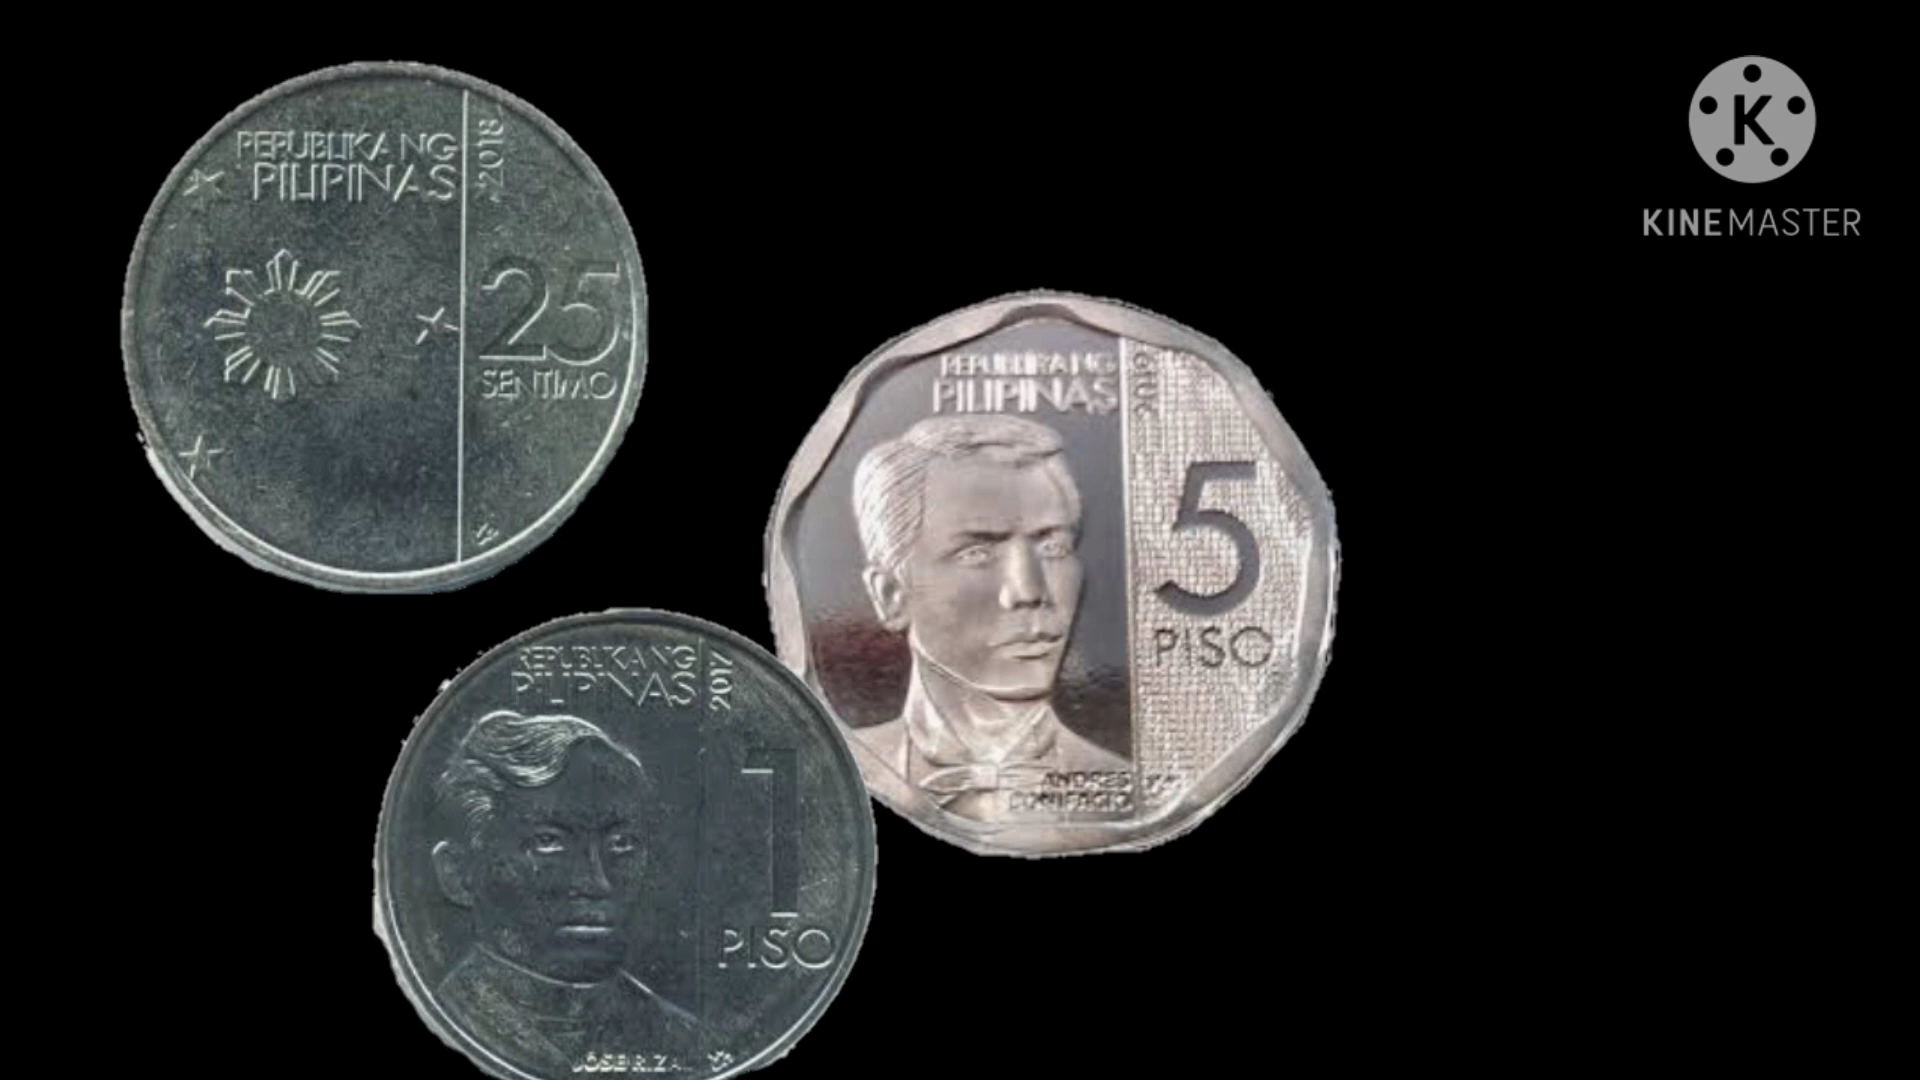 REPUBLIKA NG
PILIPINAS
2018
25
SENTIMO
K
KINEMASTER
REPUBLIKA NG
PILIPINAS
2019
5
PISO
ANDRES
BONIFACIO
REPUBLIKA NG
PILIPINAS
2017
1
PISO
JOSE RIZAL